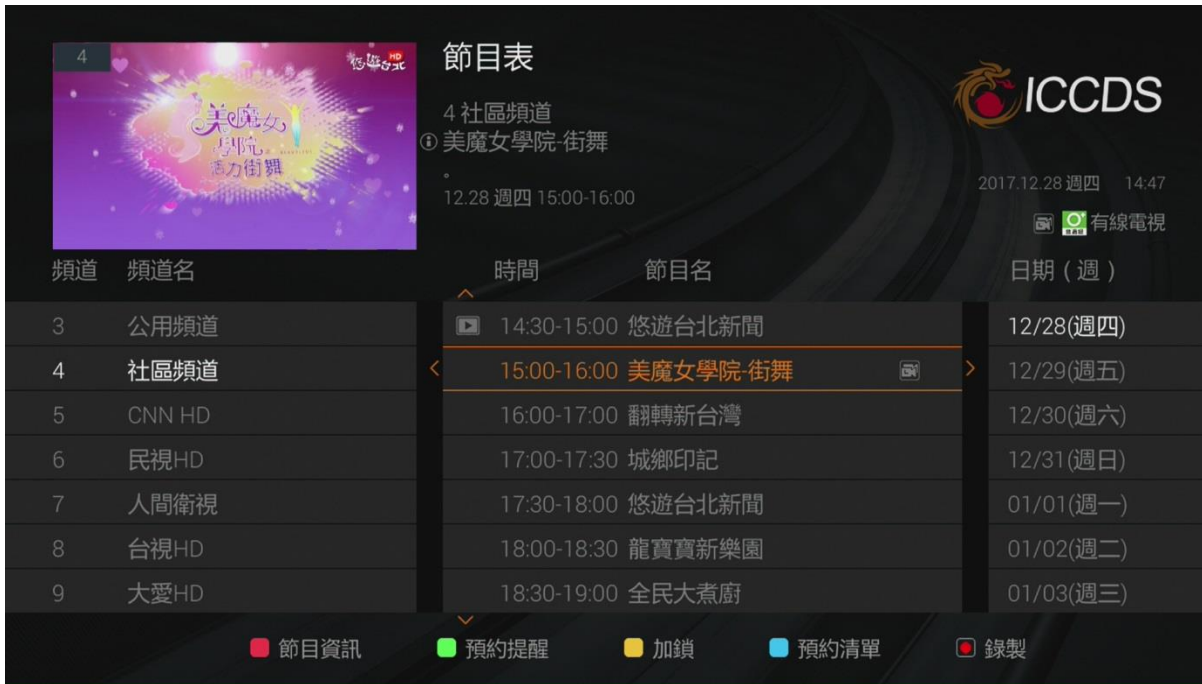 4
悠遊台北 HD
美魔女
學院
活力街舞
節目表
4 社區頻道
美魔女學院-街舞
。
12.28 週四 15:00-16:00
ICCDS
2017.12.28 週四 14:47
有線電視
頻道 頻道名 時間 節目名 日期 ( 週 )
3 公用頻道 14:30-15:00 悠遊台北新聞 12/28(週四)
4 社區頻道 15:00-16:00 美魔女學院-街舞 12/29(週五)
5 CNN HD 16:00-17:00 翻轉新台灣 12/30(週六)
6 民視HD 17:00-17:30 城鄉印記 12/31(週日)
7 人間衛視 17:30-18:00 悠遊台北新聞 01/01(週一)
8 台視HD 18:00-18:30 龍寶寶新樂園 01/02(週二)
9 大愛HD 18:30-19:00 全民大煮廚 01/03(週三)
節目資訊 預約提醒 加鎖 預約清單 錄製